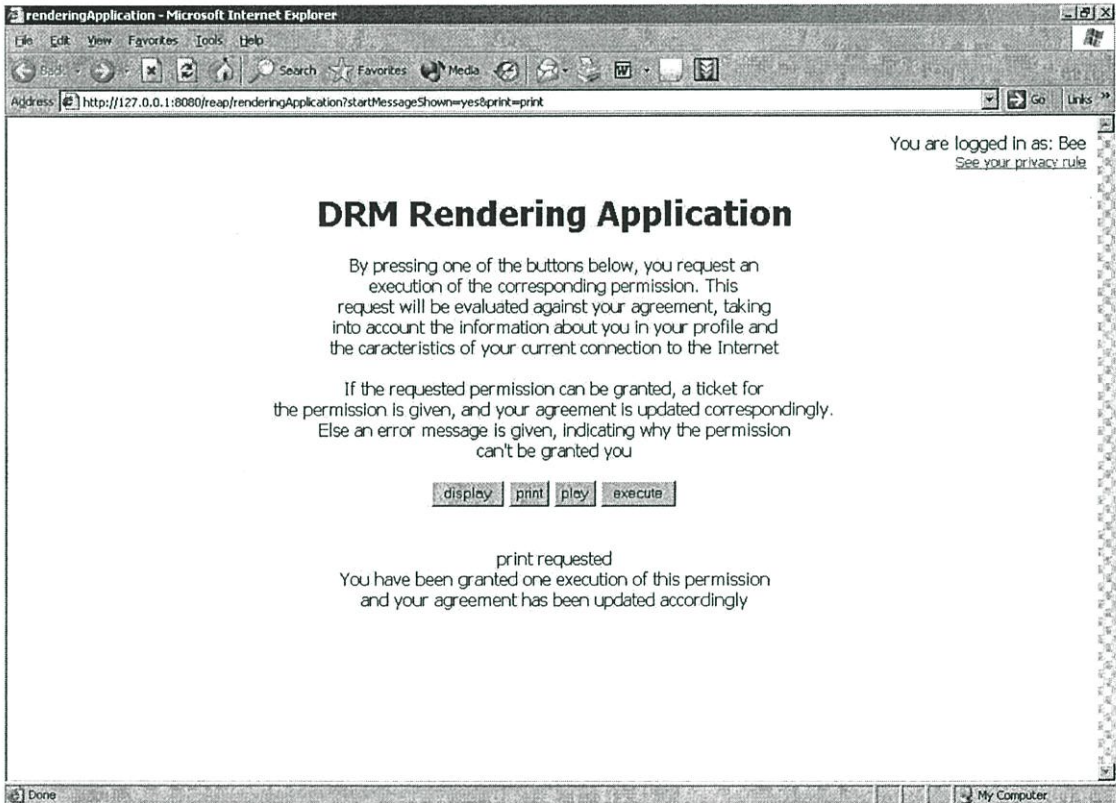 renderingApplication - Microsoft Internet Explorer
File Edit View Favorites Tools Help
Back Search Favorites Media
Address http://127.0.0.1:8080/reap/renderingApplication?startMessageShown=yes&print=print Go Links »
You are logged in as: Bee
See your privacy rule
DRM Rendering Application
By pressing one of the buttons below, you request an
execution of the corresponding permission. This
request will be evaluated against your agreement, taking
into account the information about you in your profile and
the caracteristics of your current connection to the Internet
If the requested permission can be granted, a ticket for
the permission is given, and your agreement is updated correspondingly.
Else an error message is given, indicating why the permission
can't be granted you
display print play execute
print requested
You have been granted one execution of this permission
and your agreement has been updated accordingly
Done My Computer